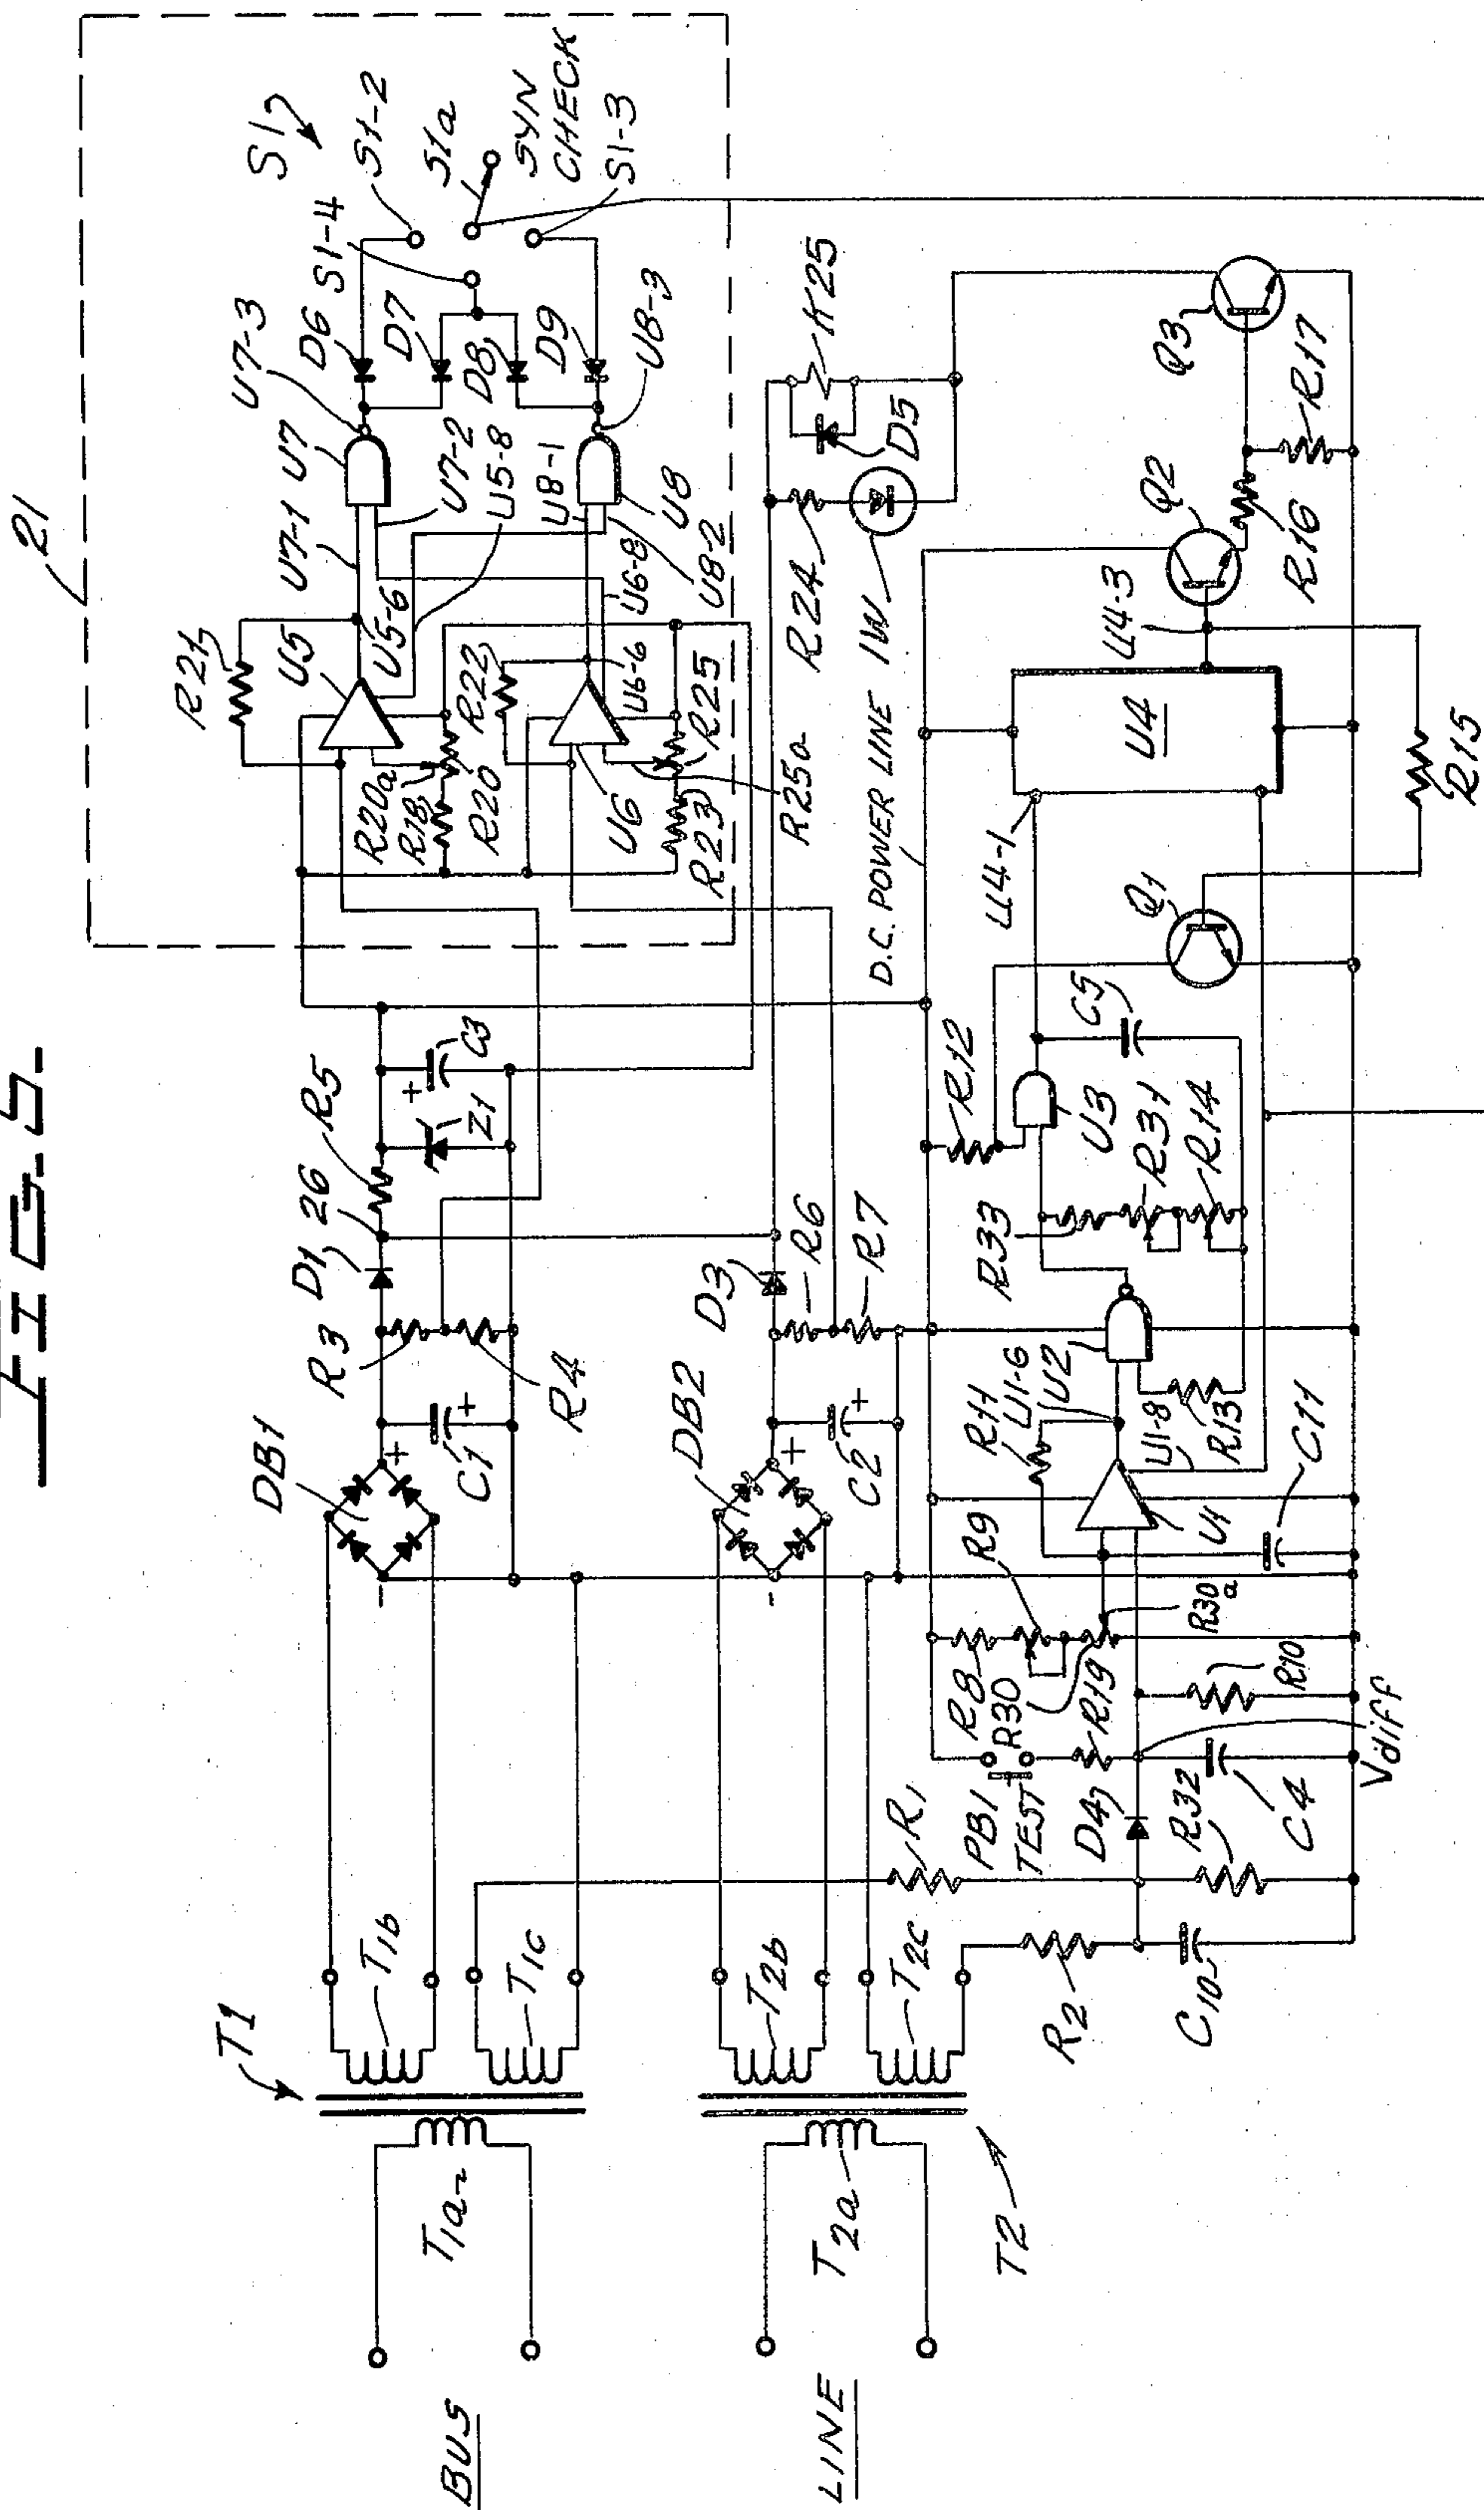 FIG-5-
21
S1
R21
U5
U7-1
U7
U7-3
D6
S1-4
S1-2
S1a
SYN
CHECK
S1-3
D7
D8
D9
U8-3
U5-6
U7-2
U5-8
U8-1
U8
U8-2
R20a
R18
R20
R22
U6-8
U6-6
U6
R25
R25a
R23
T1
DB1
R3
D1
26
R5
+
C1
R4
Z1
C3
+
-
T1b
T1c
T1a
BUS
DB2
D3
R6
R7
+
C2
+
-
T2b
T2c
T2a
LINE
T2
R24
D5
K25
1W
D.C. POWER LINE
R1
R8
R9
R11
U1-6
U2
R33
R12
U4-1
U4-3
Q2
Q3
PB1
TEST
R30
R19
R30a
U1
U1-8
R13
U3
R31
R14
C5
Q1
U4
R16
R17
R2
D4
R32
R10
C11
C10
C4
Vdiff
R15